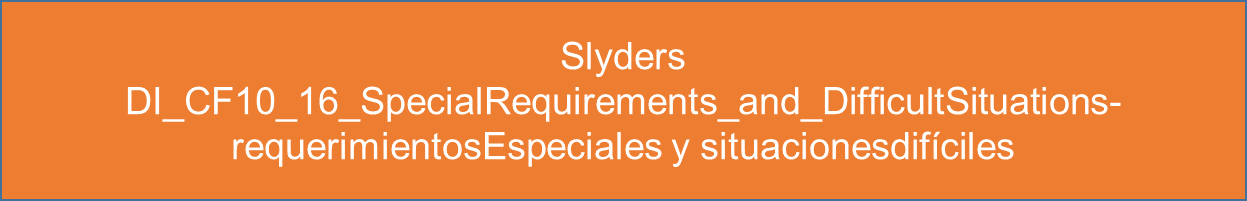 Slyders
DI_CF10_16_SpecialRequirements_and_DifficultSituations-
requerimientosEspeciales y situacionesdifíciles